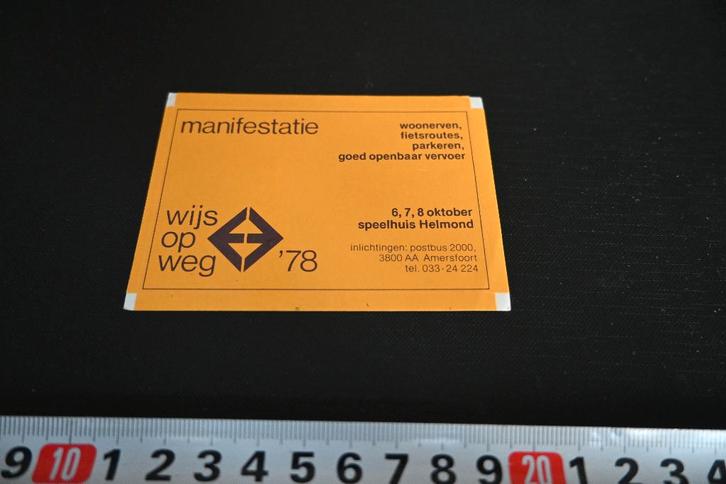 manifestatie
woonerven,
fietsroutes,
parkeren,
goed openbaar vervoer
wijs
op
weg '78
6, 7, 8 oktober
speelhuis Helmond
inlichtingen: postbus 2000,
3800 AA Amersfoort
tel. 033-24 224
9 10 1 2 3 4 5 6 7 8 9 20 1 2 3 4